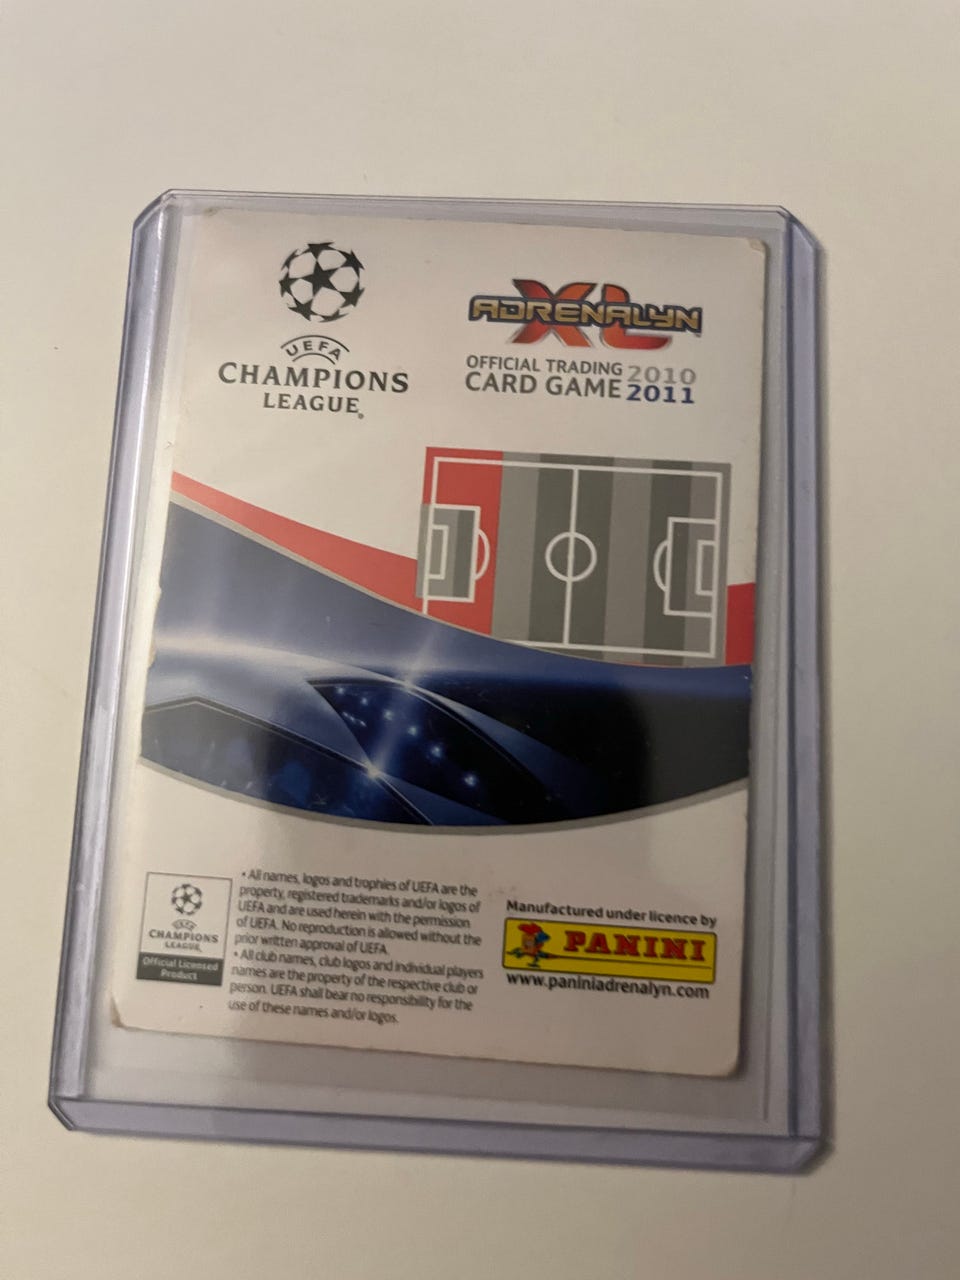 UEFA
CHAMPIONS
LEAGUE®
ADRENALYN
XL
OFFICIAL TRADING
CARD GAME
2010
2011
• All names, logos and trophies of UEFA are the
property, registered trademarks and/or logos of
UEFA and are used herein with the permission
of UEFA. No reproduction is allowed without the
prior written approval of UEFA.
• All club names, club logos and individual players
names are the property of the respective club or
person. UEFA shall bear no responsibility for the
use of these names and/or logos.
UEFA
CHAMPIONS
LEAGUE
Official Licensed
Product
Manufactured under licence by
PANINI
www.paniniadrenalyn.com